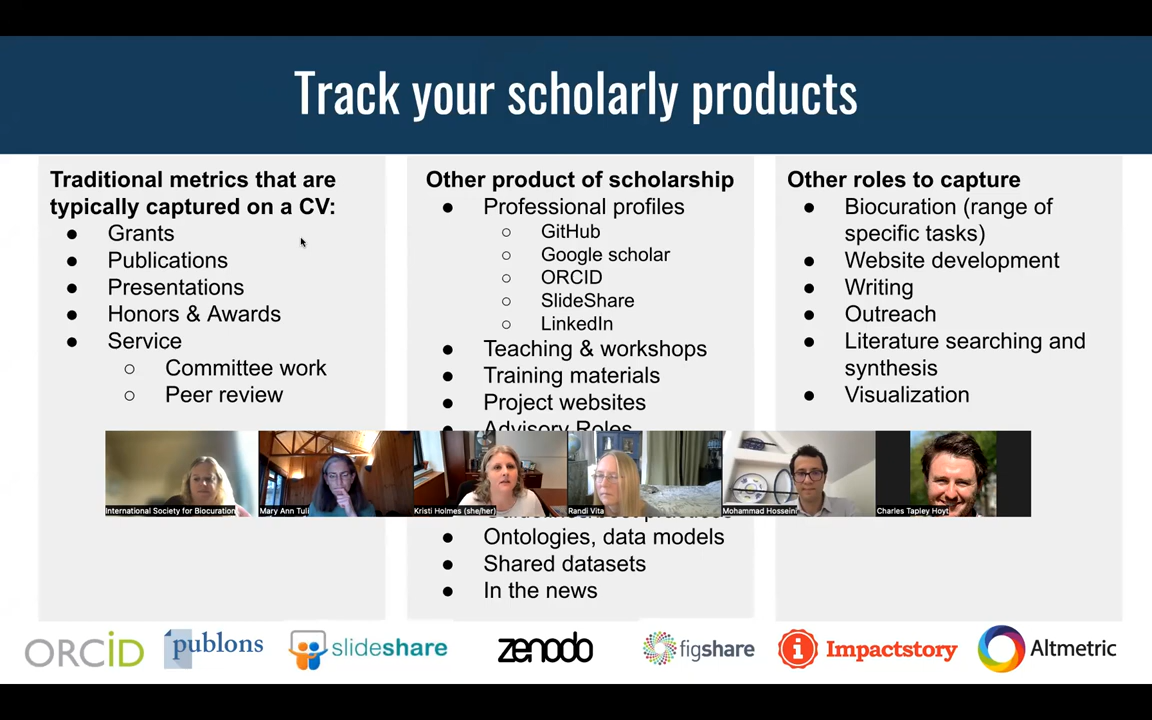 Track your scholarly products
Traditional metrics that are
typically captured on a CV:
● Grants
● Publications
● Presentations
● Honors & Awards
● Service
○ Committee work
○ Peer review
Other product of scholarship
● Professional profiles
○ GitHub
○ Google scholar
○ ORCID
○ SlideShare
○ LinkedIn
● Teaching & workshops
● Training materials
● Project websites
Advisory Roles
● Ontologies, data models
● Shared datasets
● In the news
Other roles to capture
● Biocuration (range of
specific tasks)
● Website development
● Writing
● Outreach
● Literature searching and
synthesis
● Visualization
International Society for Biocuration
Mary Ann Tuli
Kristi Holmes (she/her)
Randi Vita
Mohammad Hosseini
Charles Tapley Hoyt
ORCID
publons
slideshare
zenodo
figshare
Impactstory
Altmetric